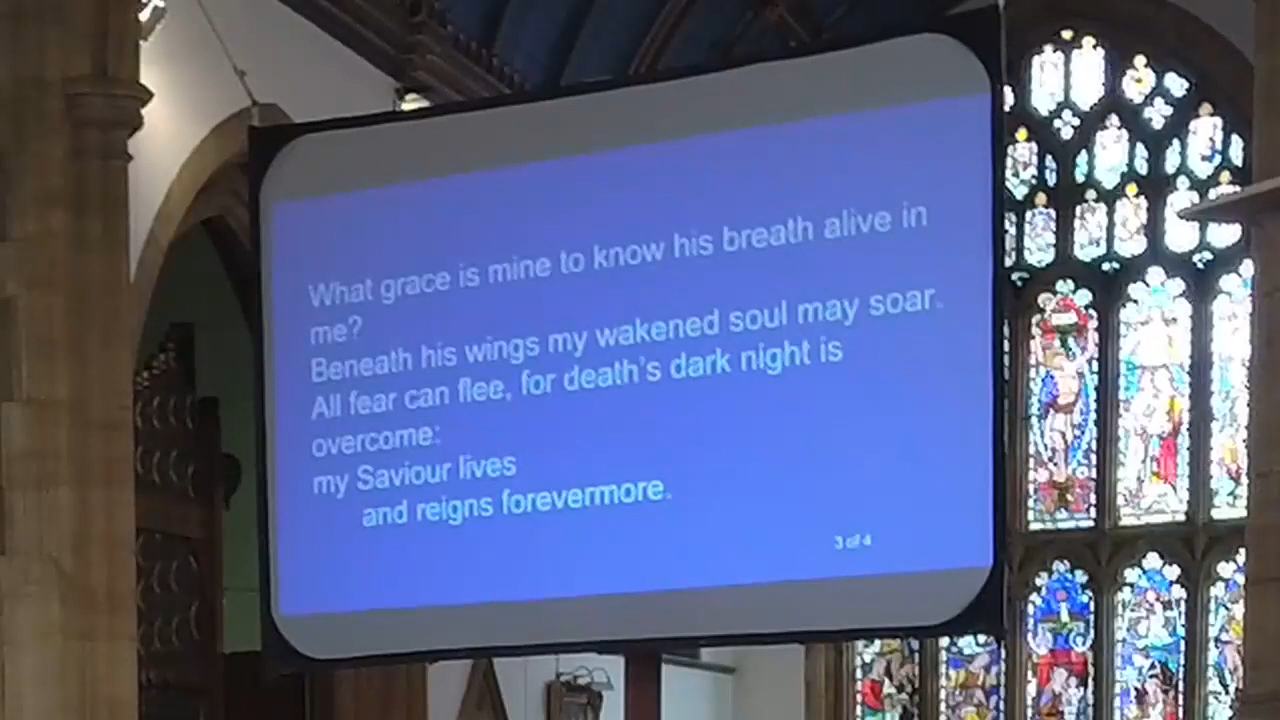 What grace is mine to know his breath alive in
me?
Beneath his wings my wakened soul may soar.
All fear can flee, for death's dark night is
overcome:
my Saviour lives
and reigns forevermore.
3 of 4